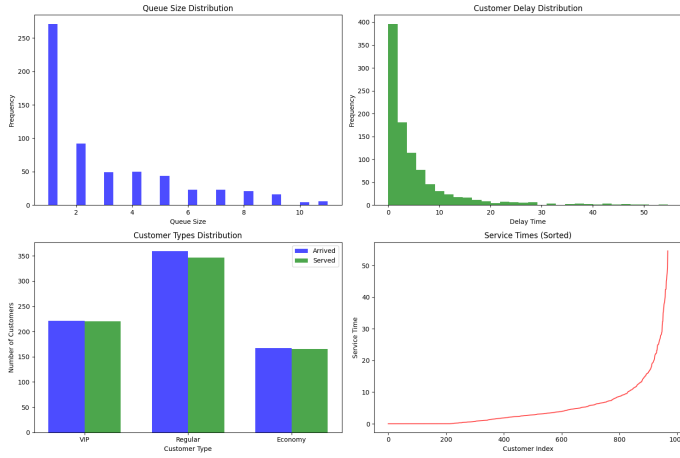 Queue Size Distribution
250
200
150
100
50
0
Frequency
2
4
6
8
10
Queue Size
Customer Delay Distribution
400
350
300
250
200
150
100
50
0
Frequency
0
10
20
30
40
50
Delay Time
Customer Types Distribution
Arrived
Served
350
300
250
200
150
100
50
0
Number of Customers
VIP
Regular
Economy
Customer Type
Service Times (Sorted)
50
40
30
20
10
0
Service Time
0
200
400
600
800
Customer Index